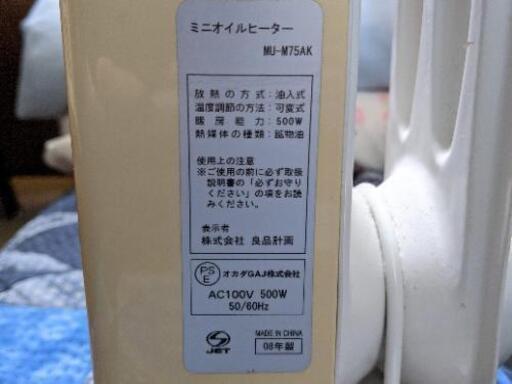 ミニオイルヒーター
MU-M75AK
放熱の方式：油入式
温度調節の方法：可変式
暖房能力：500W
熱媒体の種類：鉱物油
使用上の注意
※ご使用の前に必ず取扱
説明書の「必ずお守り
ください」の項をお読
みください。
表示者
株式会社 良品計画
PS
E
オカダGAJ株式会社
AC100V 500W
50/60Hz
JET
MADE IN CHINA
08年製